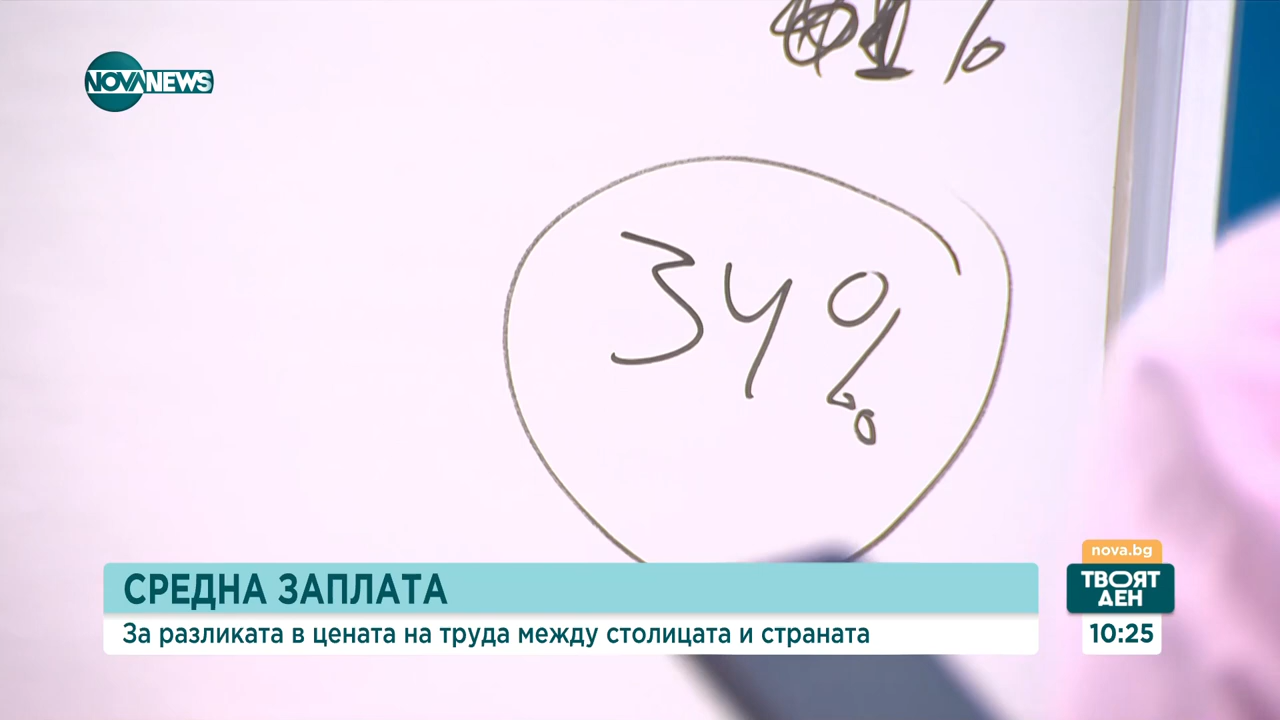 NOVA NEWS
34%
СРЕДНА ЗАПЛАТА
За разликата в цената на труда между столицата и страната
nova.bg
ТВОЯТ
ДЕН
10:25